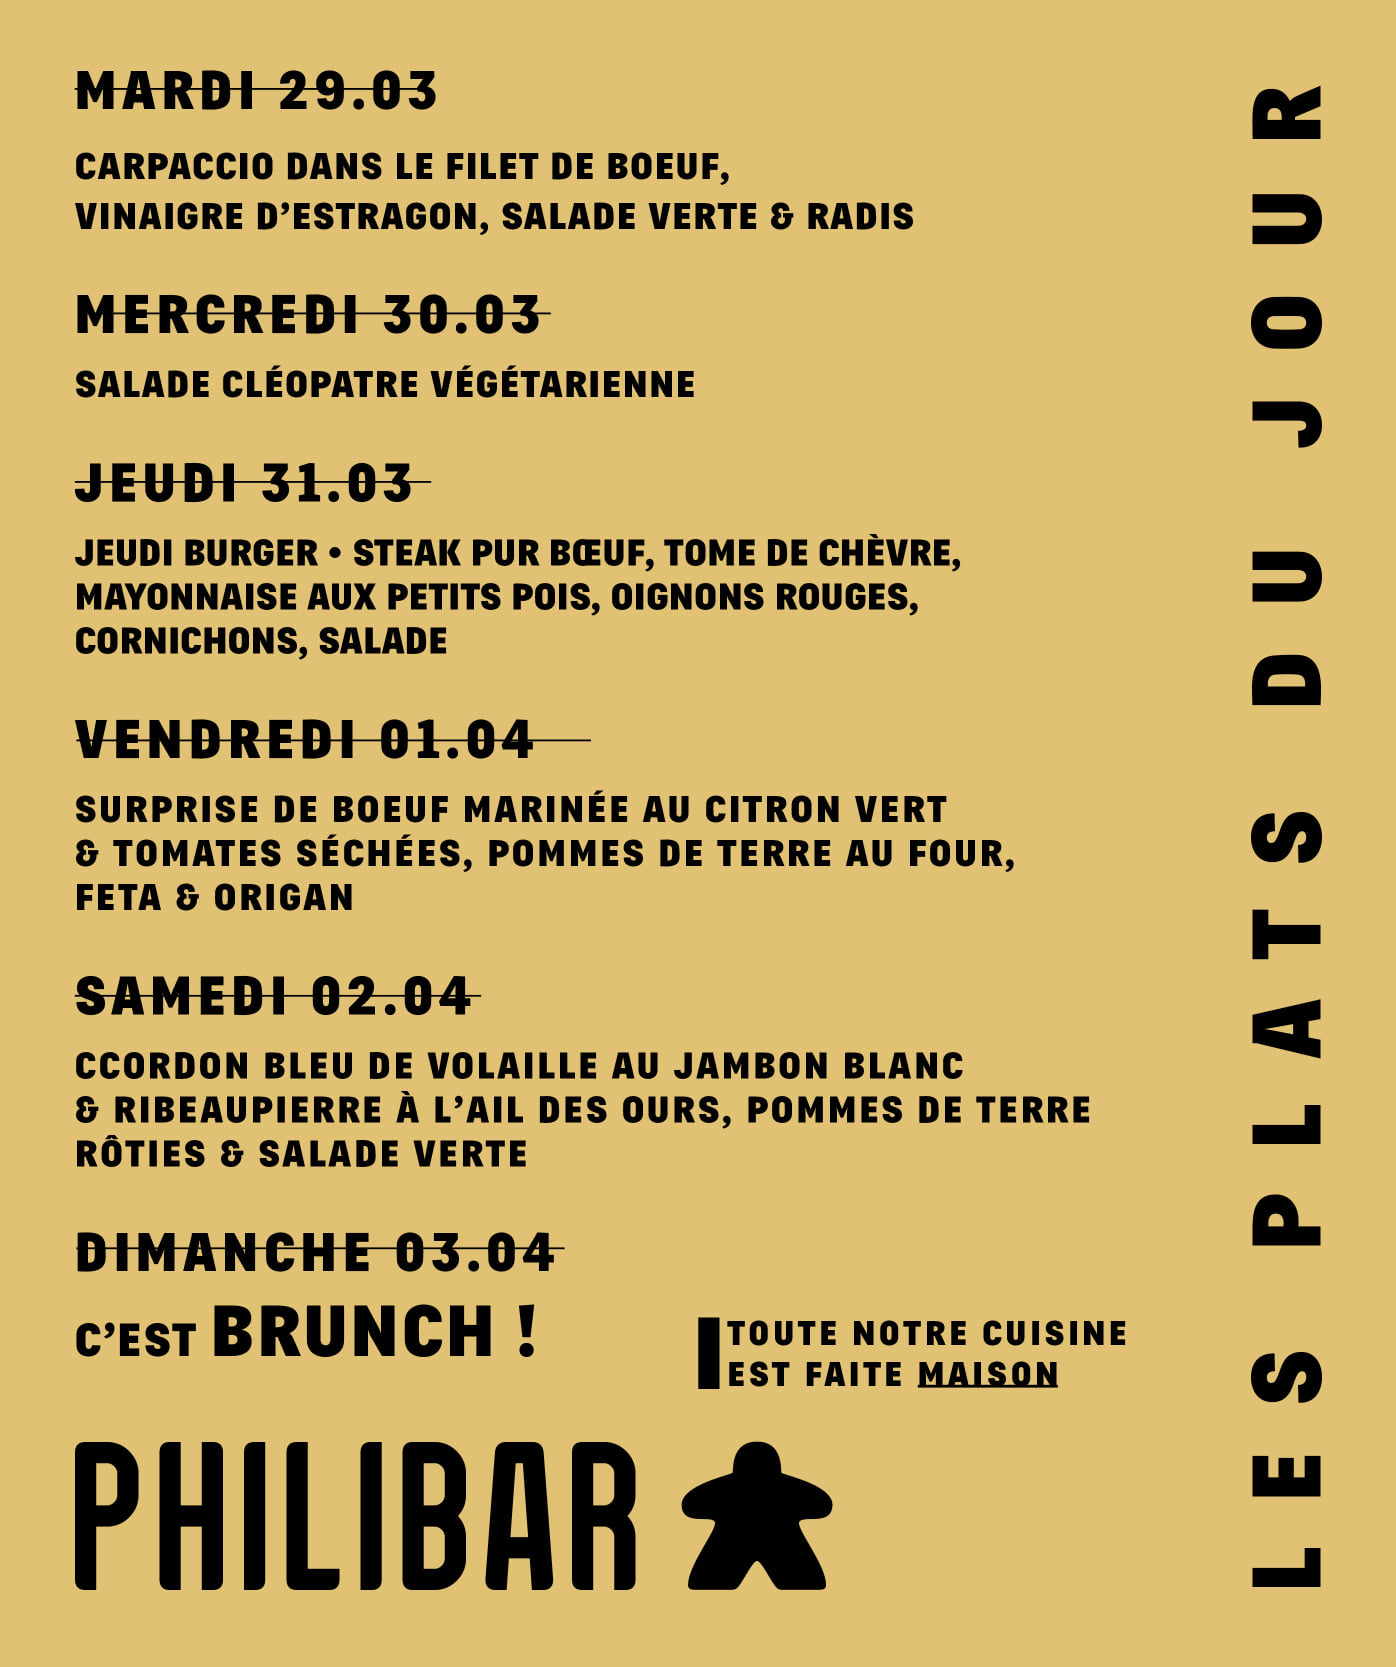 MARDI 29.03
CARPACCIO DANS LE FILET DE BOEUF,
VINAIGRE D’ESTRAGON, SALADE VERTE & RADIS
MERCREDI 30.03
SALADE CLÉOPATRE VÉGÉTARIENNE
JEUDI 31.03
JEUDI BURGER • STEAK PUR BŒUF, TOME DE CHÈVRE,
MAYONNAISE AUX PETITS POIS, OIGNONS ROUGES,
CORNICHONS, SALADE
VENDREDI 01.04
SURPRISE DE BOEUF MARINÉE AU CITRON VERT
& TOMATES SÉCHÉES, POMMES DE TERRE AU FOUR,
FETA & ORIGAN
SAMEDI 02.04
CCORDON BLEU DE VOLAILLE AU JAMBON BLANC
& RIBEAUPIERRE À L’AIL DES OURS, POMMES DE TERRE
RÔTIES & SALADE VERTE
DIMANCHE 03.04
C’EST BRUNCH !
TOUTE NOTRE CUISINE
EST FAITE MAISON
PHILIBAR
LES PLATS DU JOUR